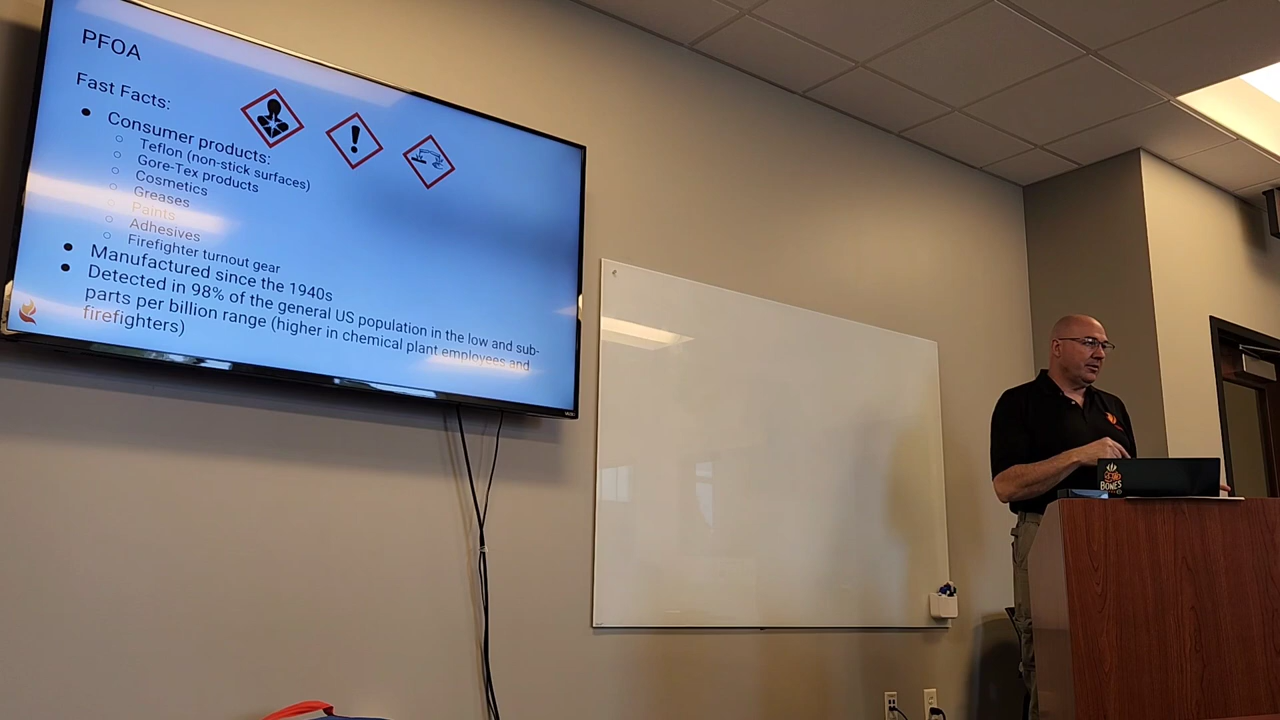 PFOA
Fast Facts:
● Consumer products:
○ Teflon (non-stick surfaces)
○ Gore-Tex products
○ Cosmetics
○ Greases
○ Paints
○ Adhesives
○ Firefighter turnout gear
● Manufactured since the 1940s
● Detected in 98% of the general US population in the low and sub-
parts per billion range (higher in chemical plant employees and
firefighters)
BONES